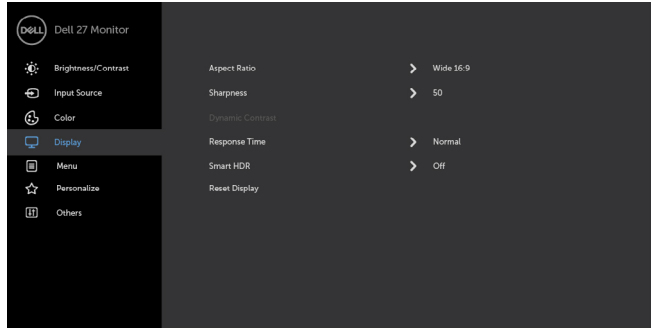 DELL Dell 27 Monitor
Brightness/Contrast
Input Source
Color
Display
Menu
Personalize
Others
Aspect Ratio Wide 16:9
Sharpness 50
Dynamic Contrast
Response Time Normal
Smart HDR Off
Reset Display